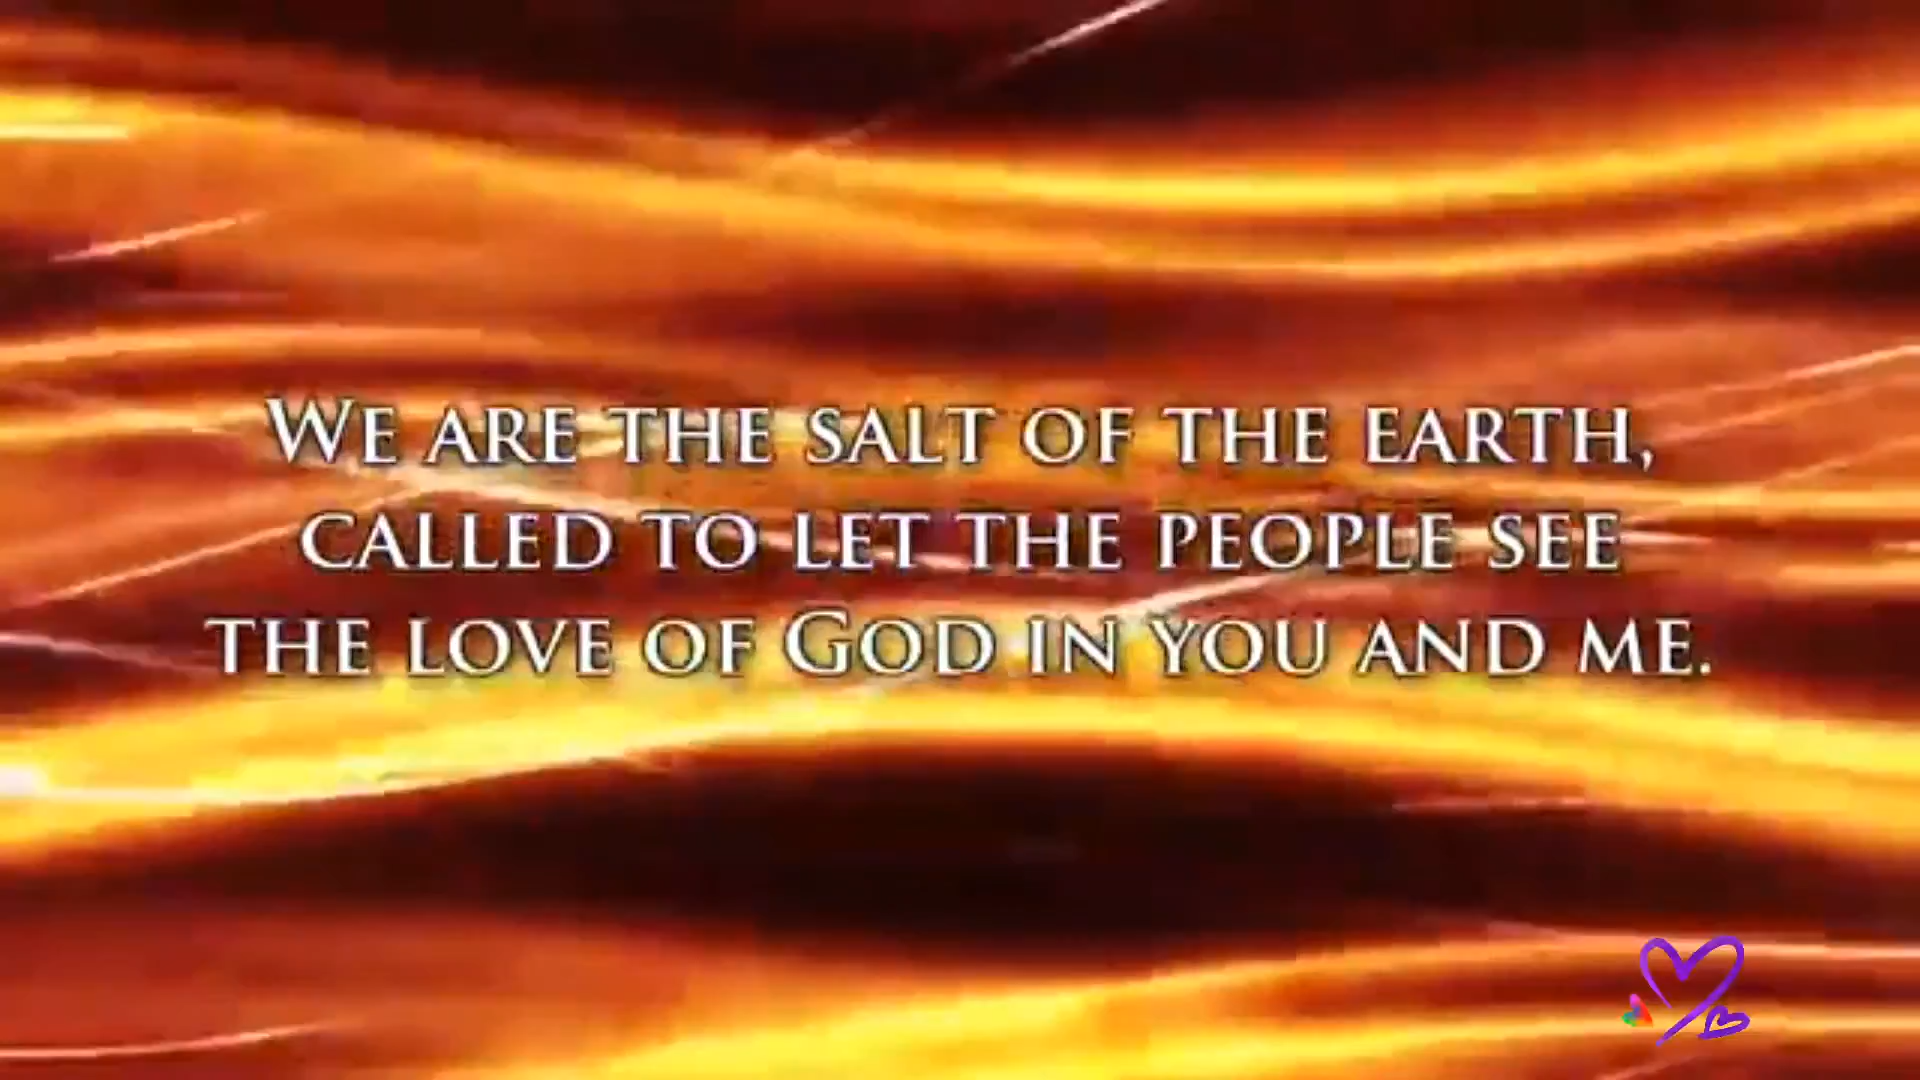 We are the salt of the earth,
called to let the people see
the love of God in you and me.